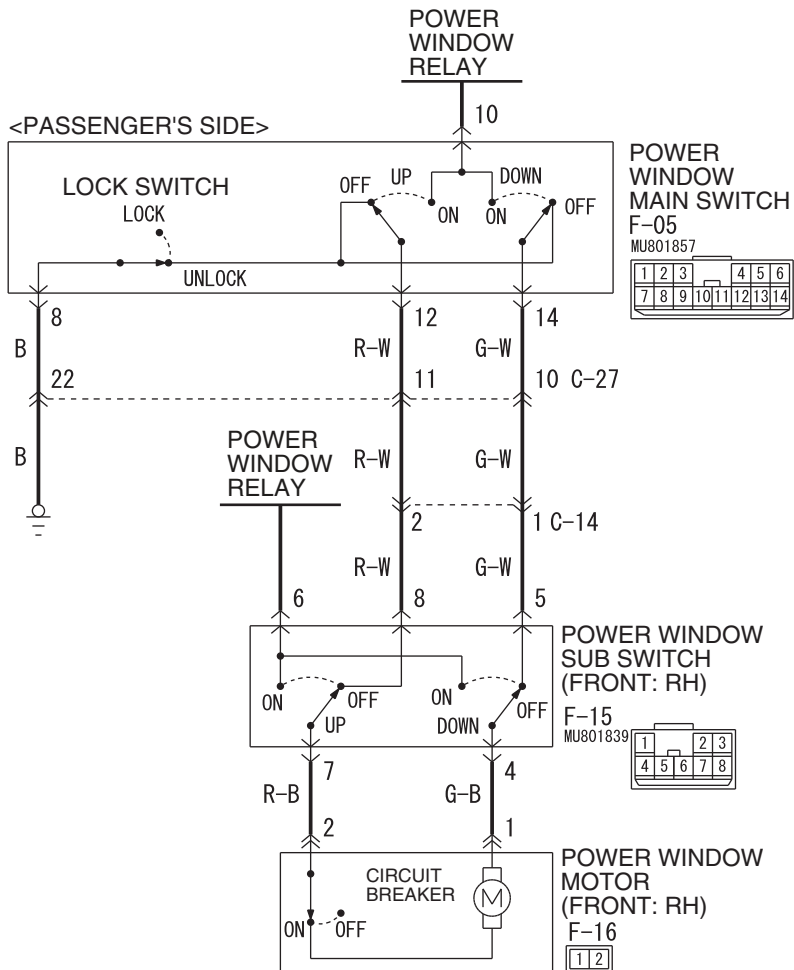 POWER
WINDOW
RELAY
10
<PASSENGER'S SIDE>
LOCK SWITCH
LOCK
UNLOCK
OFF
UP
ON
DOWN
ON
OFF
POWER
WINDOW
MAIN SWITCH
F-05
MU801857
1 2 3 4 5 6
7 8 9 10 11 12 13 14
8
12
14
B
R-W
G-W
22
11
10 C-27
B
POWER
WINDOW
RELAY
R-W
G-W
2
1 C-14
R-W
G-W
6
8
5
ON
OFF
UP
ON
OFF
DOWN
POWER WINDOW
SUB SWITCH
(FRONT: RH)
F-15
MU801839
1 2 3
4 5 6 7 8
7
4
R-B
G-B
2
1
CIRCUIT
BREAKER
M
ON
OFF
POWER WINDOW
MOTOR
(FRONT: RH)
F-16
1 2